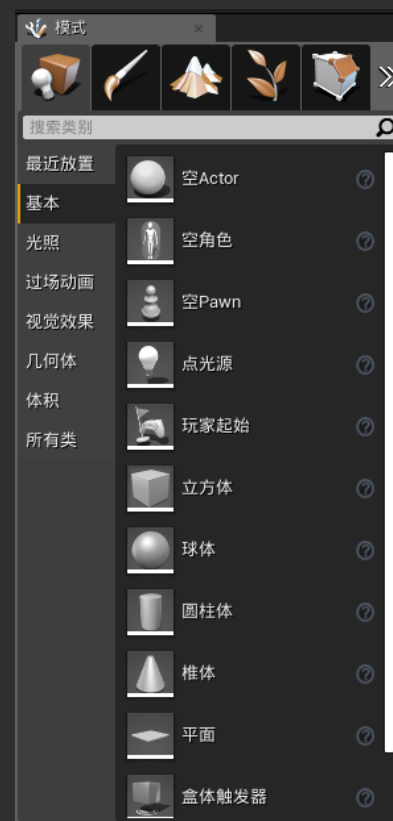 模式
搜索类别
最近放置
基本
光照
过场动画
视觉效果
几何体
体积
所有类
空Actor
空角色
空Pawn
点光源
玩家起始
立方体
球体
圆柱体
椎体
平面
盒体触发器